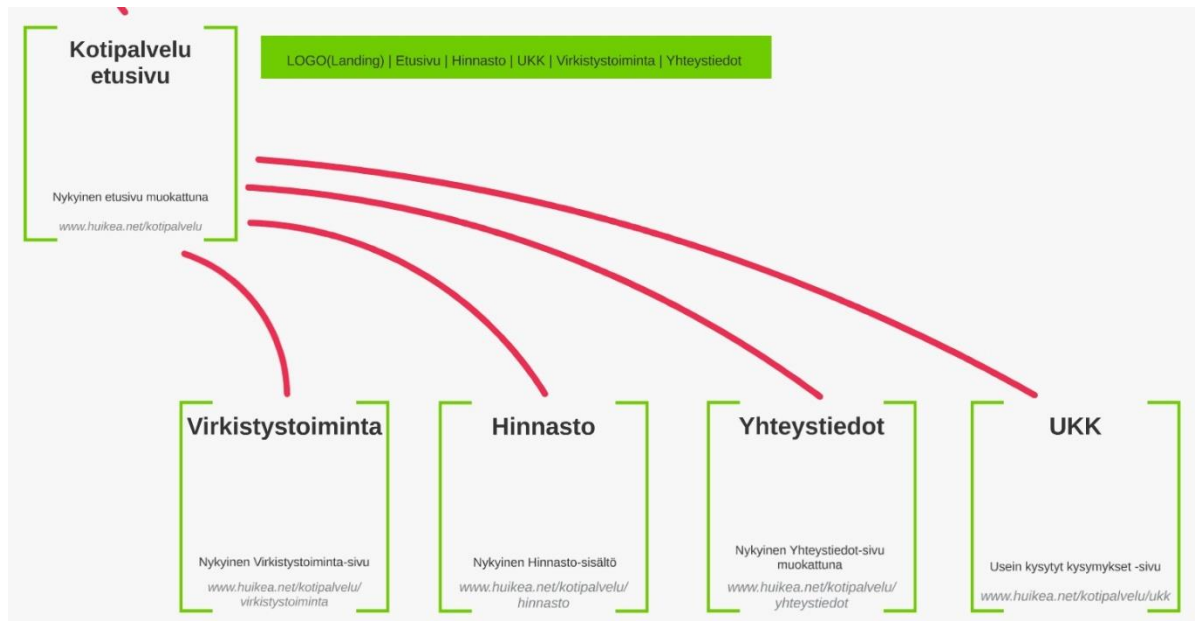 Kotipalvelu
etusivu
LOGO(Landing) | Etusivu | Hinnasto | UKK | Virkistystoiminta | Yhteystiedot
Nykyinen etusivu muokattuna
www.huikea.net/kotipalvelu
Virkistystoiminta
Nykyinen Virkistystoiminta-sivu
www.huikea.net/kotipalvelu/
virkistystoiminta
Hinnasto
Nykyinen Hinnasto-sisältö
www.huikea.net/kotipalvelu/
hinnasto
Yhteystiedot
Nykyinen Yhteystiedot-sivu
muokattuna
www.huikea.net/kotipalvelu/
yhteystiedot
UKK
Usein kysytyt kysymykset -sivu
www.huikea.net/kotipalvelu/ukk